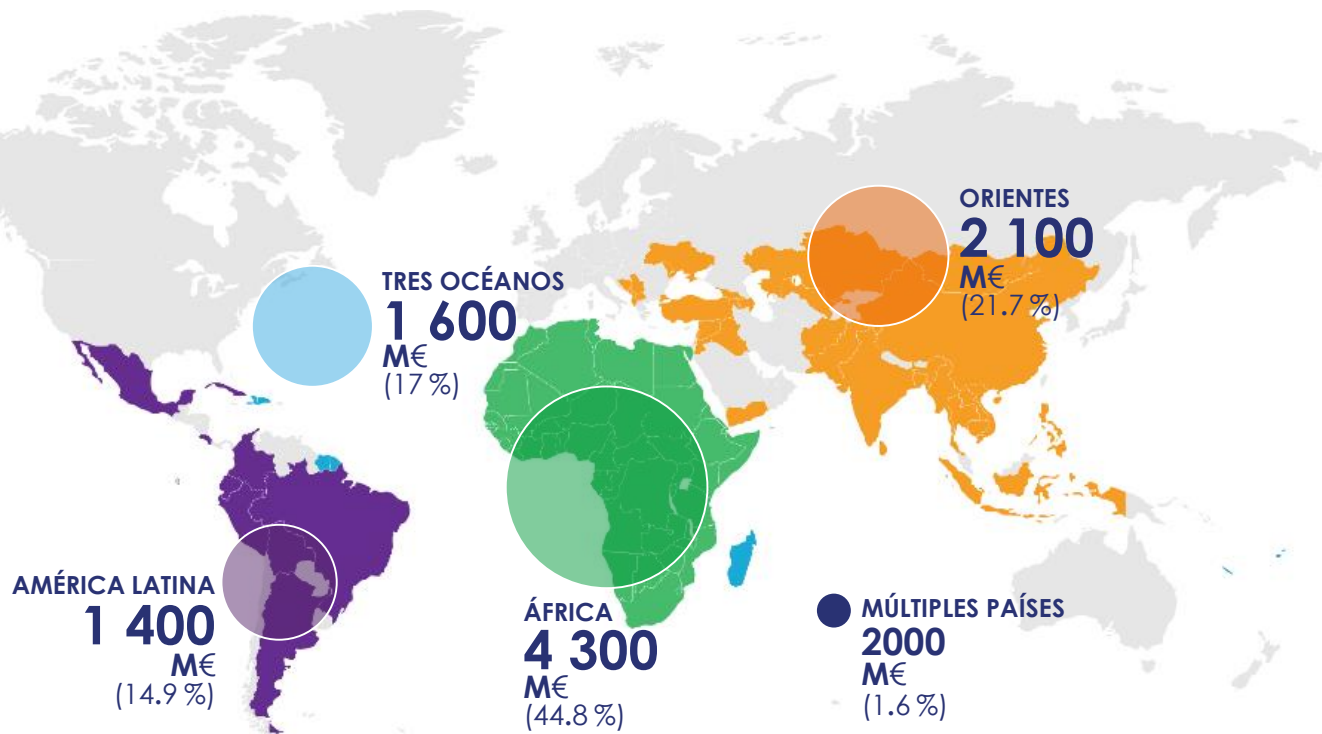 ORIENTES
2 100
M€
(21.7 %)
TRES OCÉANOS
1 600
M€
(17 %)
AMÉRICA LATINA
1 400
M€
(14.9 %)
ÁFRICA
4 300
M€
(44.8 %)
MÚLTIPLES PAÍSES
2000
M€
(1.6 %)